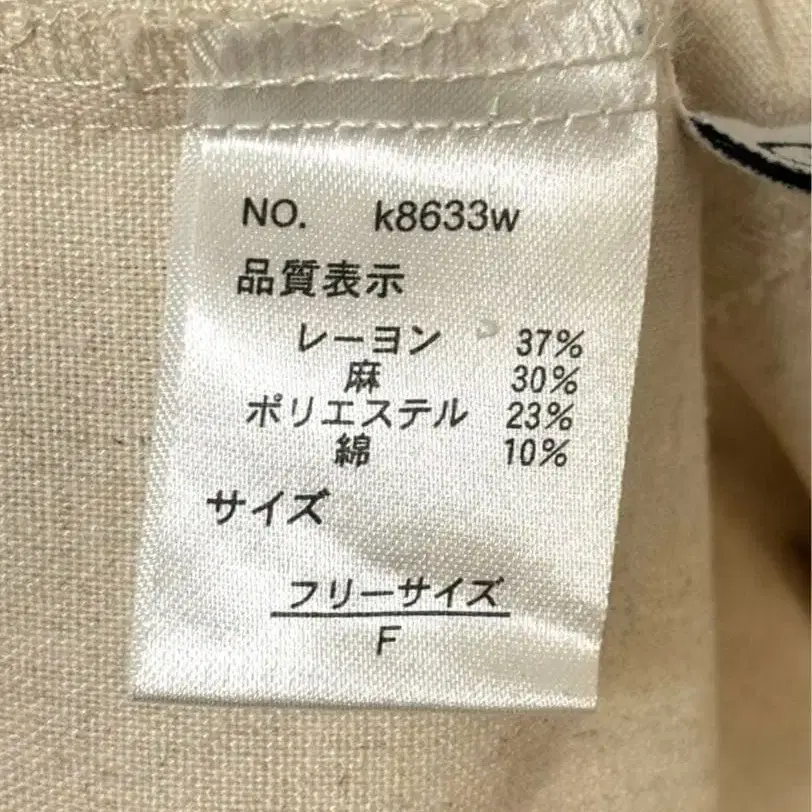 NO. k8633w
品質表示
レーヨン 37%
麻 30%
ポリエステル 23%
綿 10%
サイズ
フリーサイズ
F